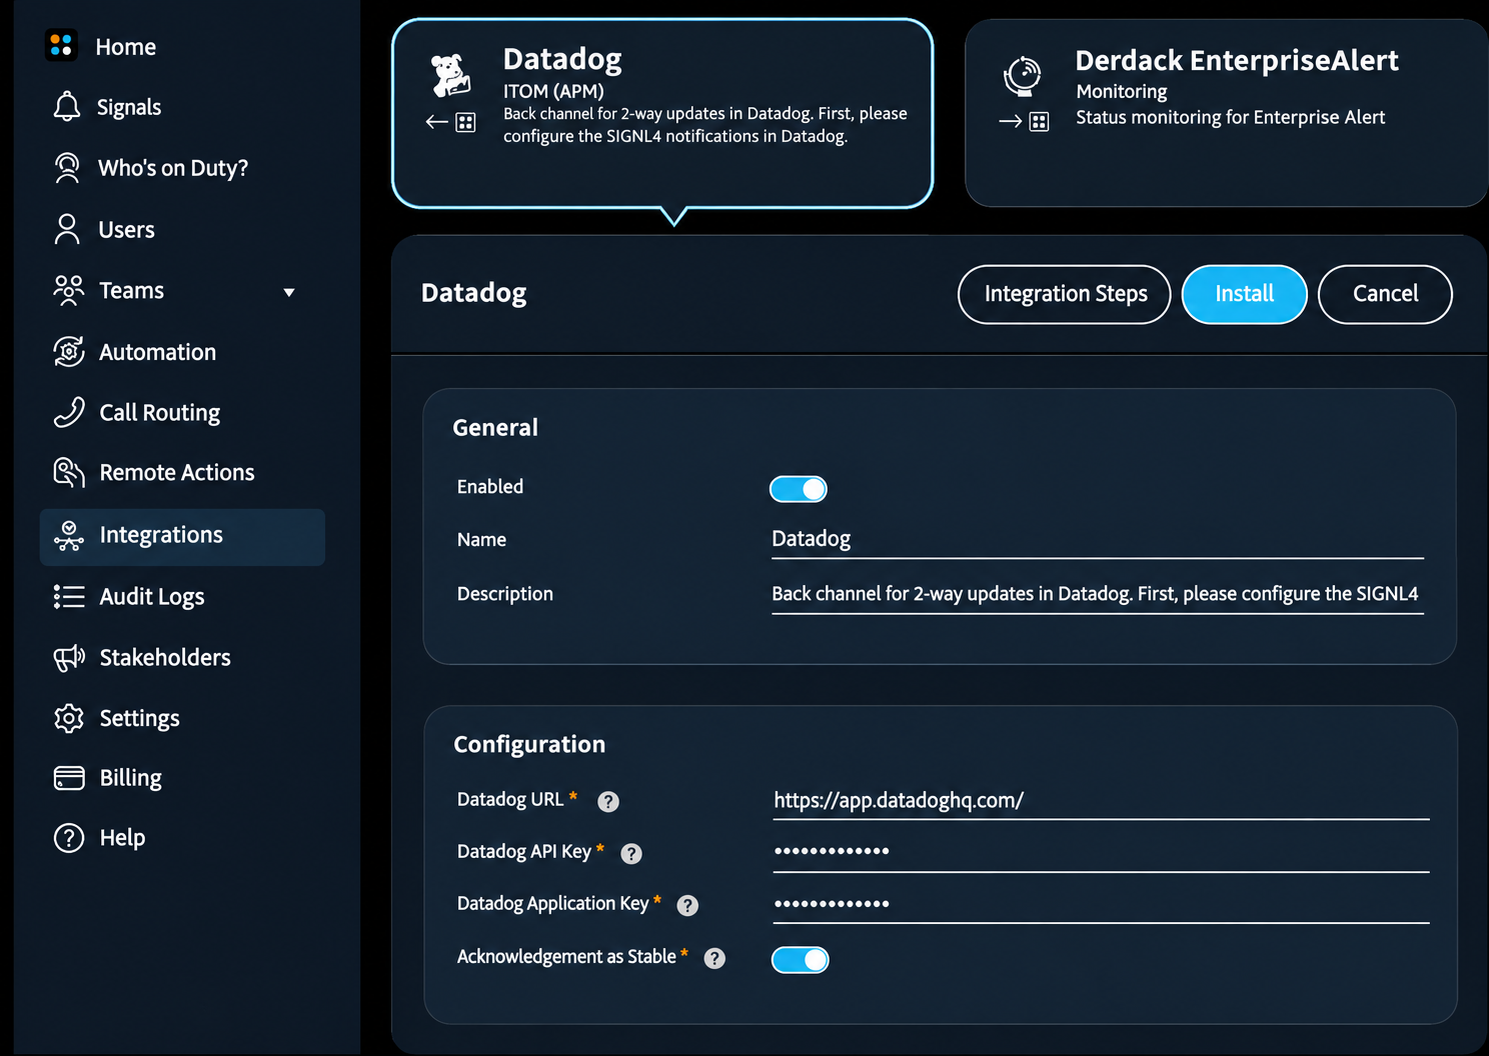 Home
Signals
Who's on Duty?
Users
Teams
Automation
Call Routing
Remote Actions
Integrations
Audit Logs
Stakeholders
Settings
Billing
Help
Datadog
ITOM (APM)
Back channel for 2-way updates in Datadog. First, please
configure the SIGNL4 notifications in Datadog.
Derdack EnterpriseAlert
Monitoring
Status monitoring for Enterprise Alert
Datadog
Integration Steps
Install
Cancel
General
Enabled
Name
Datadog
Description
Back channel for 2-way updates in Datadog. First, please configure the SIGNL4
Configuration
Datadog URL * ?
https://app.datadoghq.com/
Datadog API Key * ?
•••••••••••••
Datadog Application Key * ?
•••••••••••••
Acknowledgement as Stable * ?